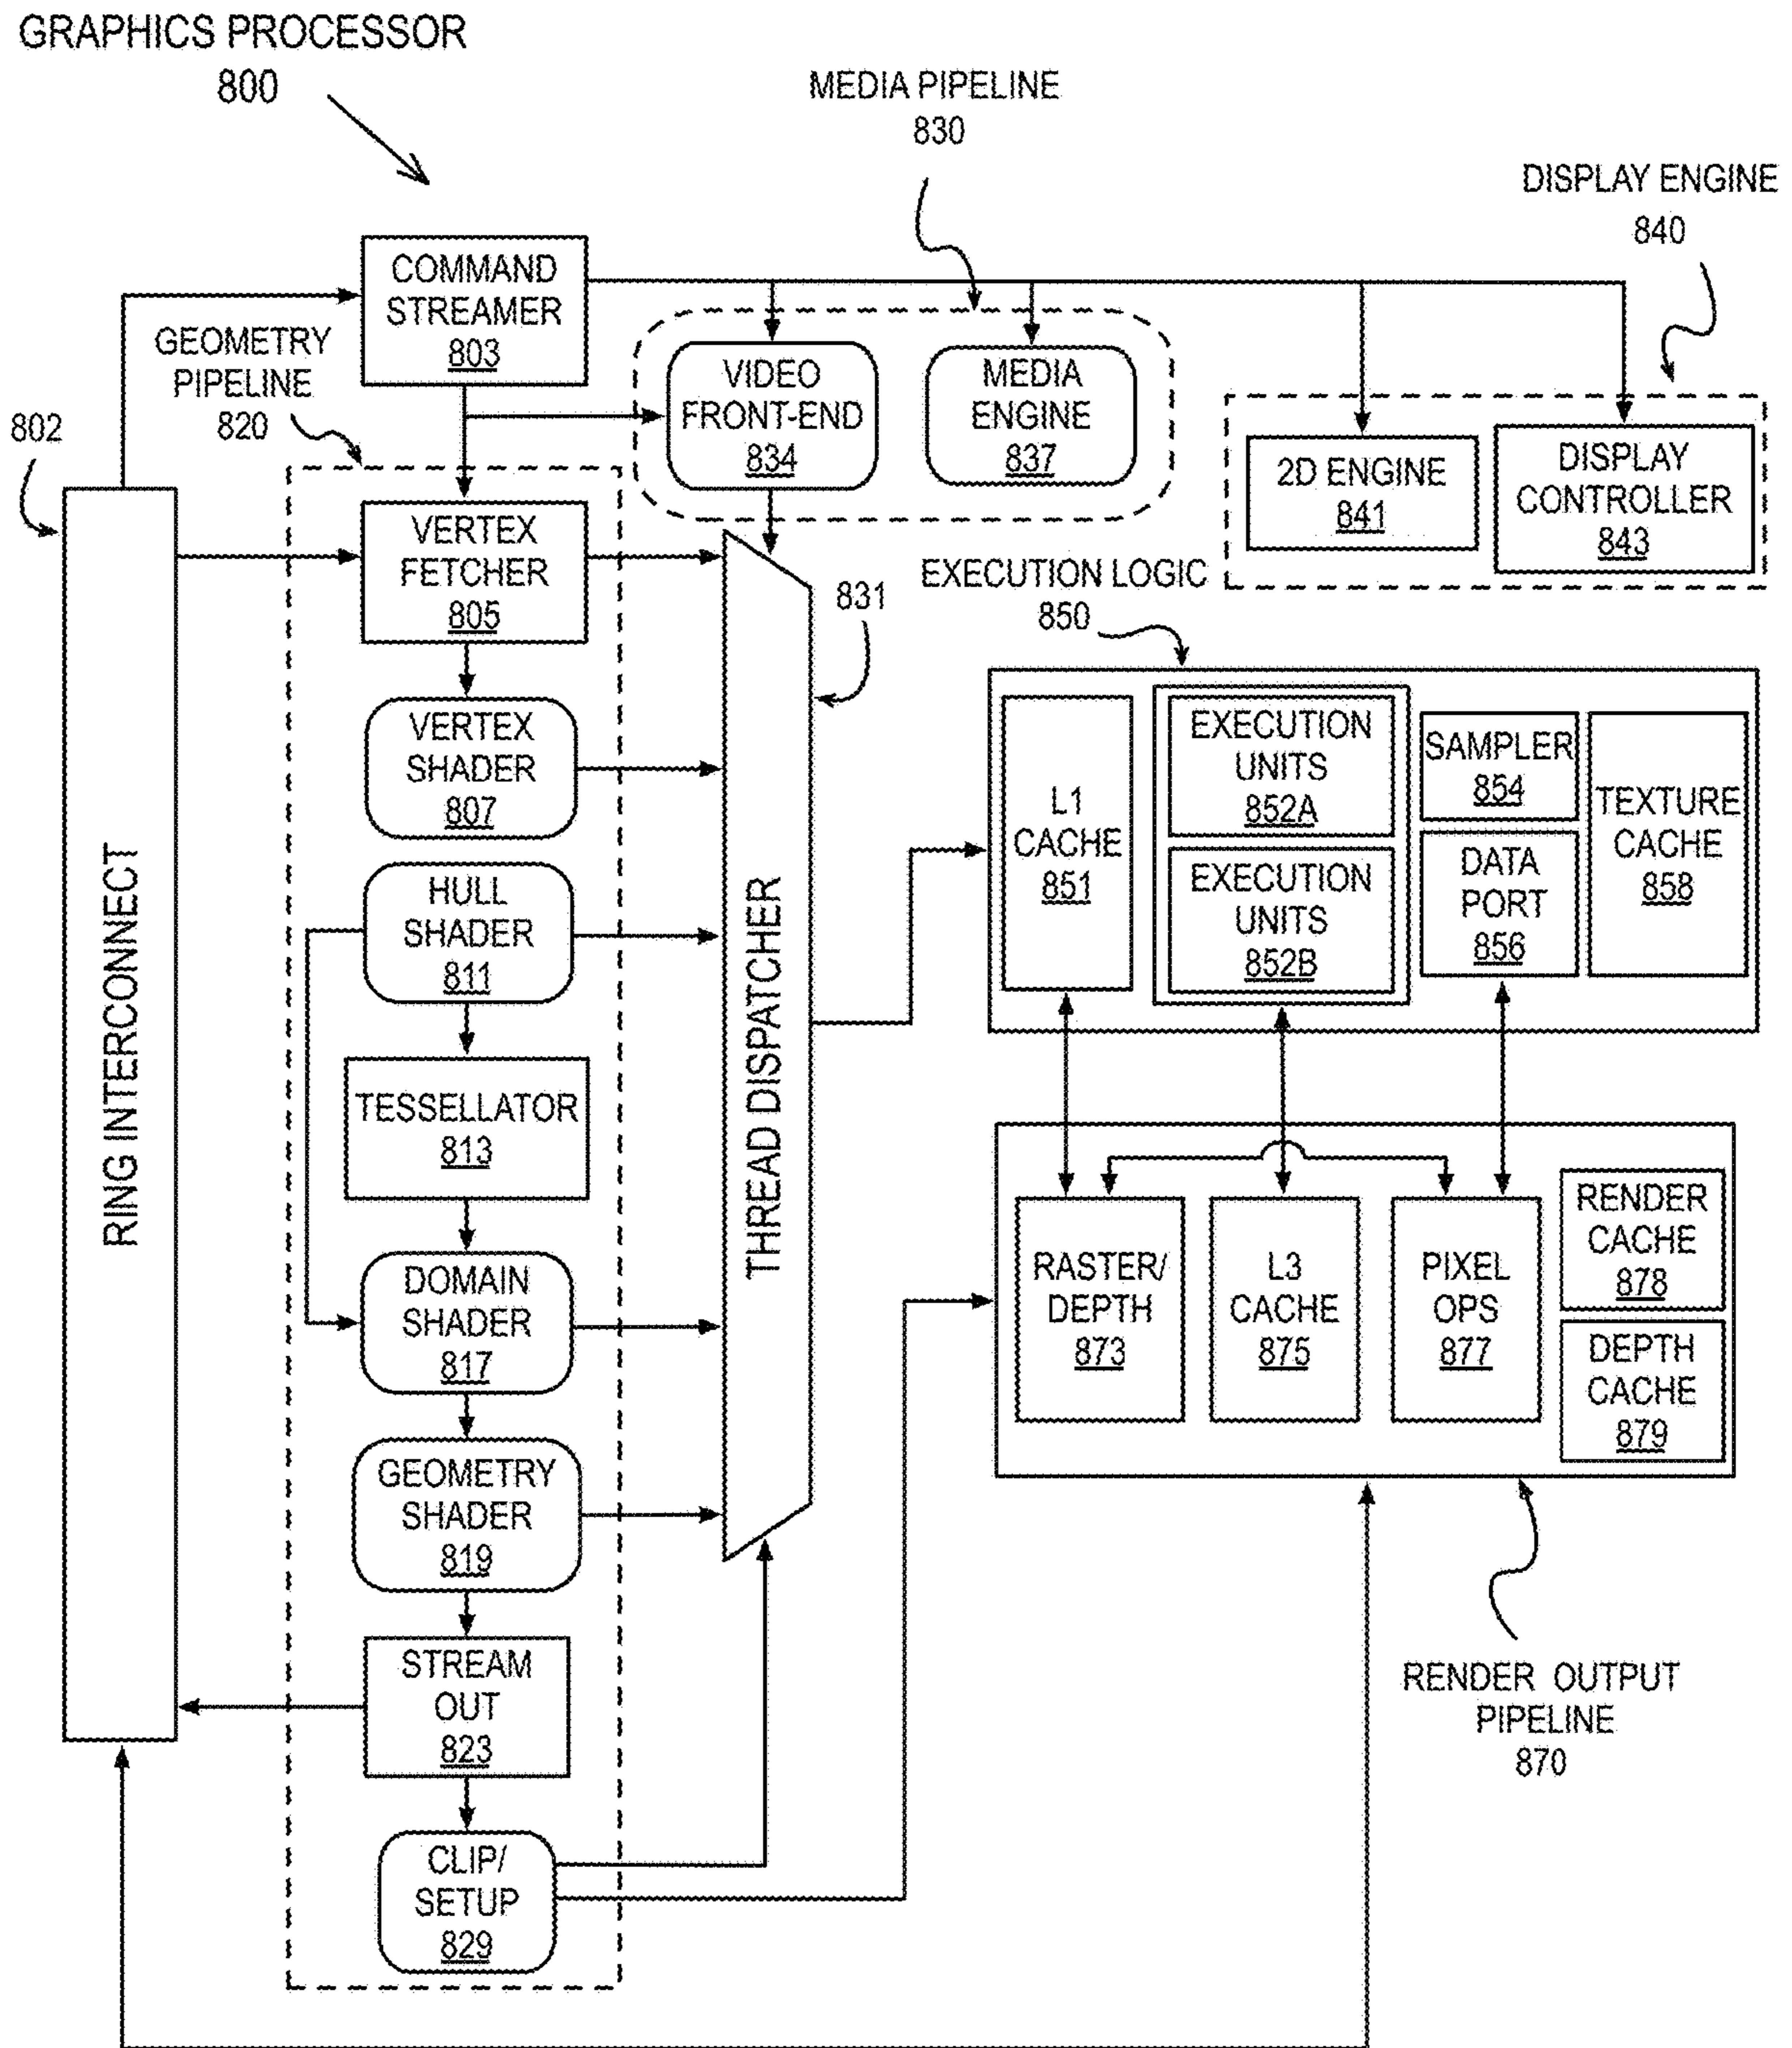 GRAPHICS PROCESSOR
800
MEDIA PIPELINE
830
DISPLAY ENGINE
840
COMMAND
STREAMER
803
GEOMETRY
PIPELINE
820
802
VIDEO
FRONT-END
834
MEDIA
ENGINE
837
2D ENGINE
841
DISPLAY
CONTROLLER
843
RING INTERCONNECT
VERTEX
FETCHER
805
VERTEX
SHADER
807
HULL
SHADER
811
TESSELLATOR
813
DOMAIN
SHADER
817
GEOMETRY
SHADER
819
STREAM
OUT
823
CLIP/
SETUP
829
THREAD DISPATCHER
831
EXECUTION LOGIC
850
L1
CACHE
851
EXECUTION
UNITS
852A
EXECUTION
UNITS
852B
SAMPLER
854
DATA
PORT
856
TEXTURE
CACHE
858
RASTER/
DEPTH
873
L3
CACHE
875
PIXEL
OPS
877
RENDER
CACHE
878
DEPTH
CACHE
879
RENDER OUTPUT
PIPELINE
870